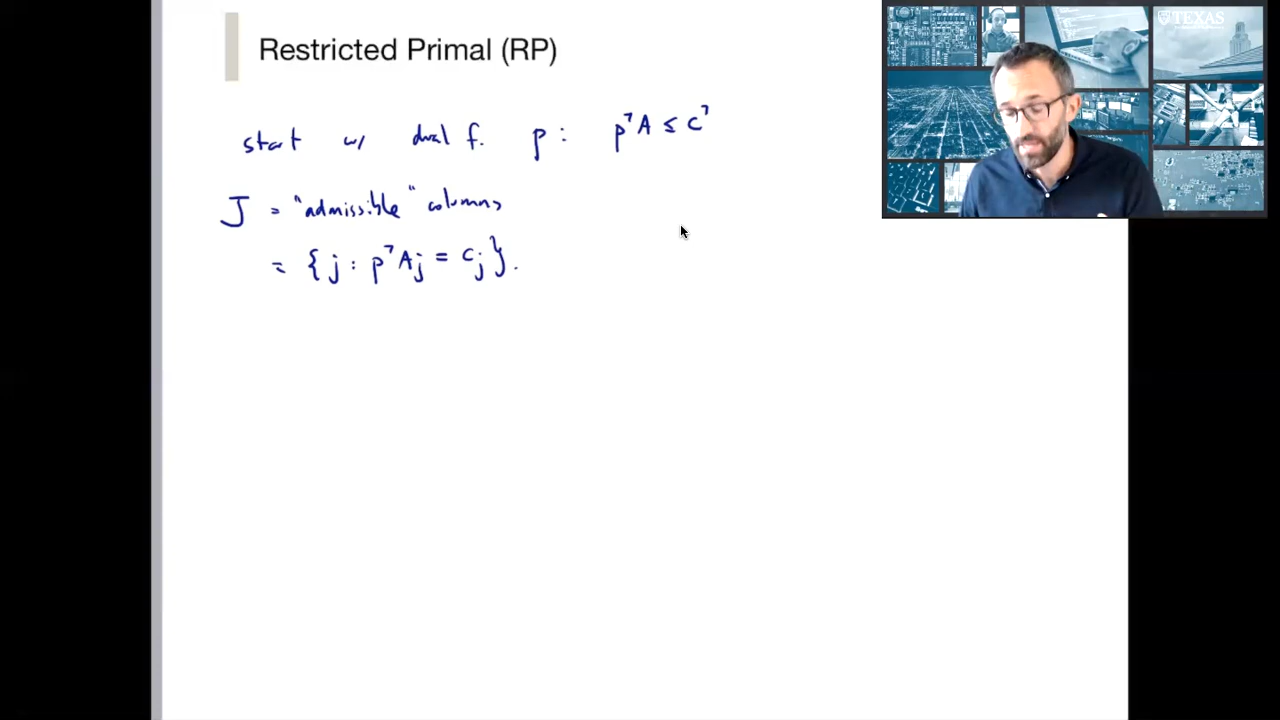 Restricted Primal (RP)
TEXAS
start w/ dual f. p : pᵀA ≤ cᵀ
J = "admissible" columns
= { j : pᵀAⱼ = cⱼ }.